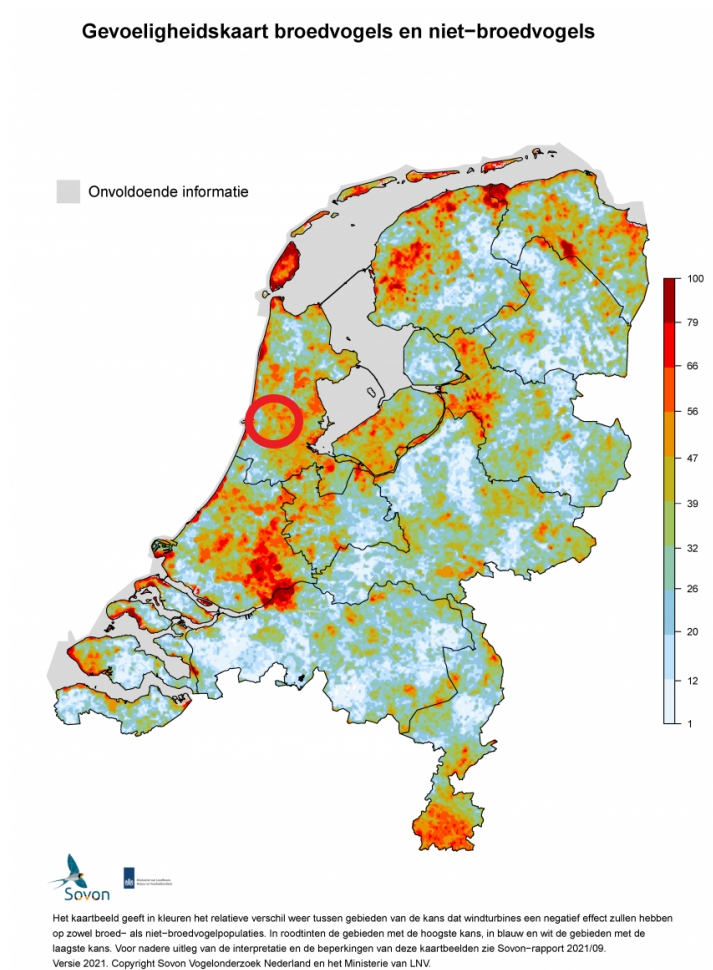 Gevoeligheidskaart broedvogels en niet−broedvogels
Onvoldoende informatie
100
79
66
56
47
39
32
26
20
12
1
Sovon
Het kaartbeeld geeft in kleuren het relatieve verschil weer tussen gebieden van de kans dat windturbines een negatief effect zullen hebben
op zowel broed− als niet−broedvogelpopulaties. In roodtinten de gebieden met de hoogste kans, in blauw en wit de gebieden met de
laagste kans. Voor nadere uitleg van de interpretatie en de beperkingen van deze kaartbeelden zie Sovon−rapport 2021/09.
Versie 2021. Copyright Sovon Vogelonderzoek Nederland en het Ministerie van LNV.